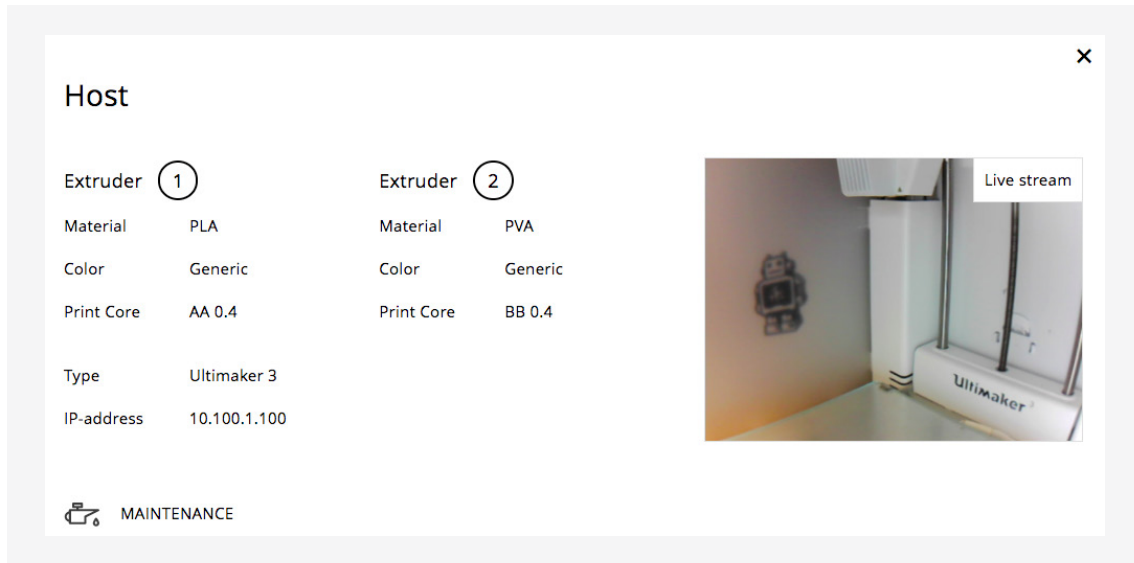 Host
Extruder 1
Material PLA
Color Generic
Print Core AA 0.4
Extruder 2
Material PVA
Color Generic
Print Core BB 0.4
Type Ultimaker 3
IP-address 10.100.1.100
Live stream
Ultimaker³
MAINTENANCE